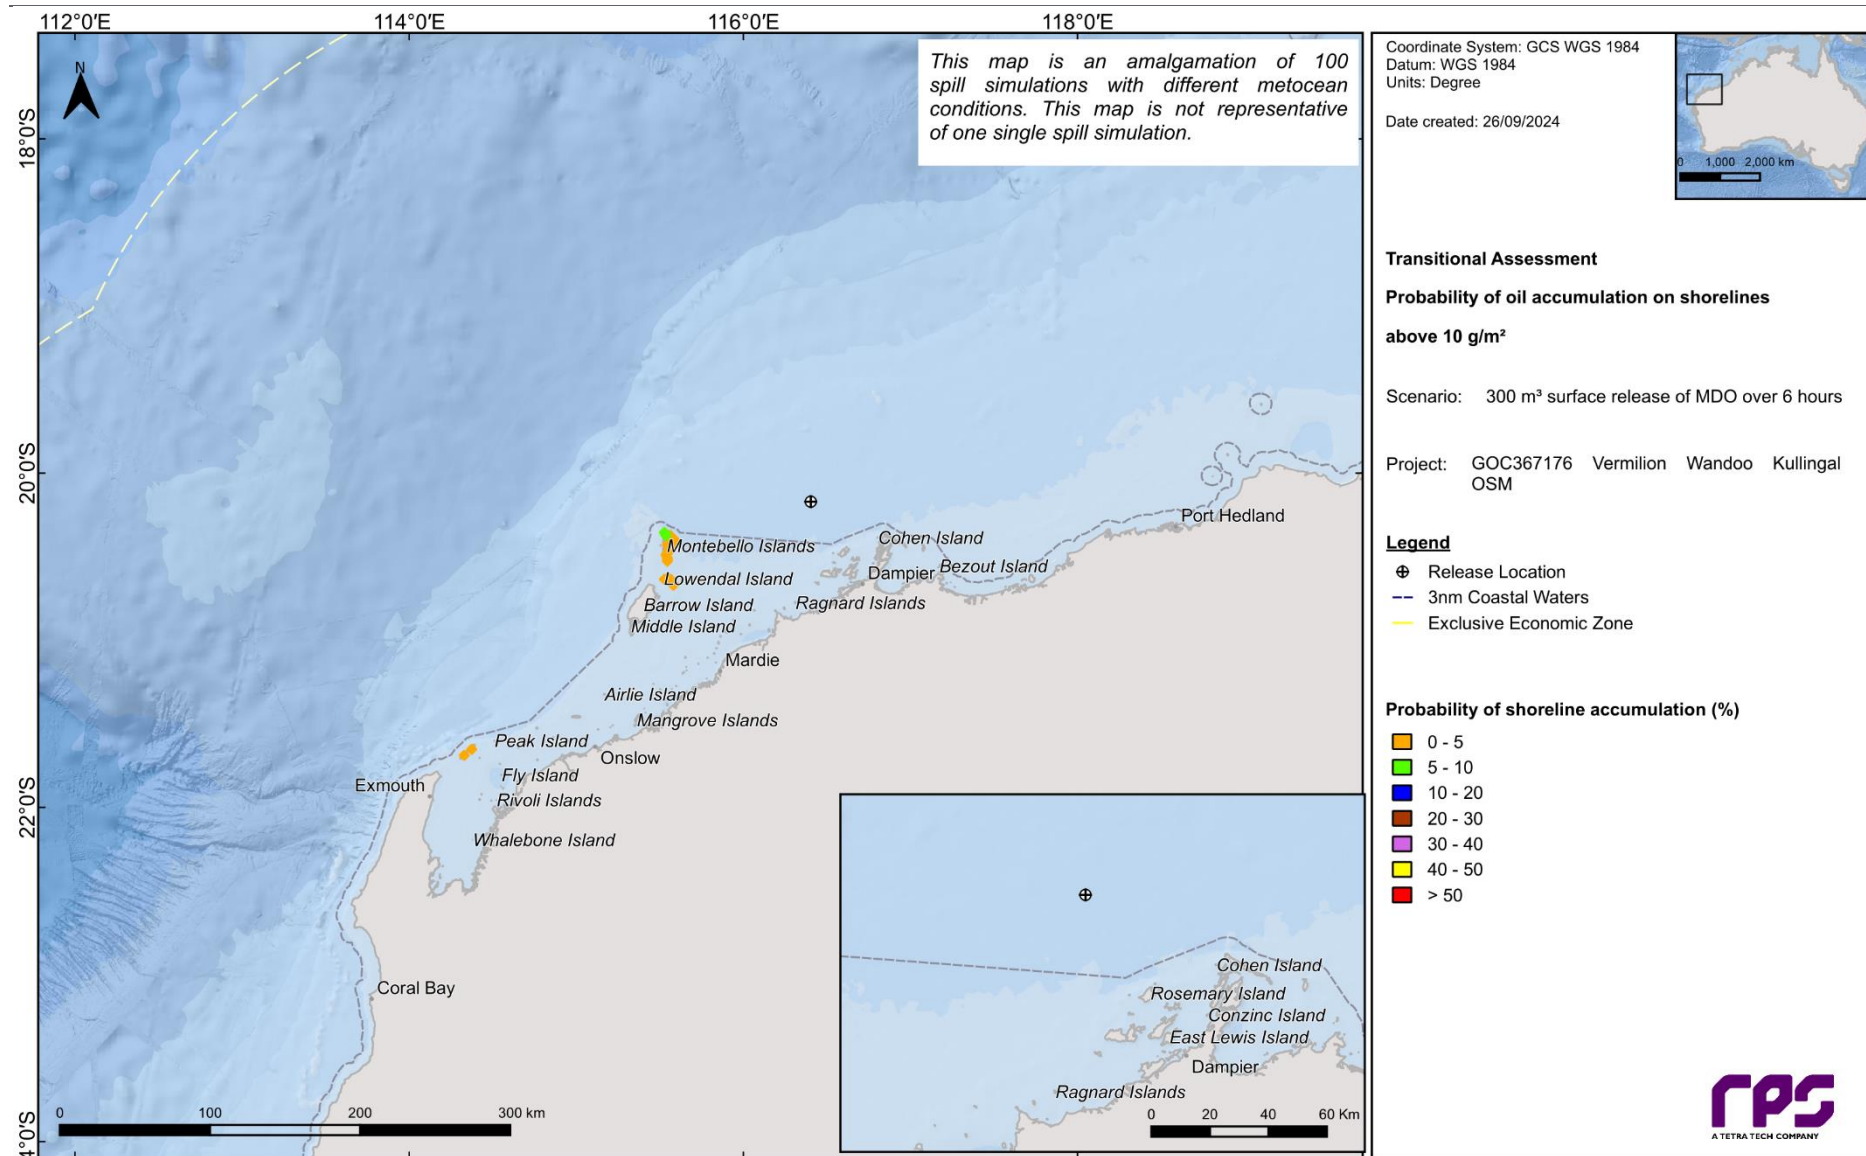 112°0'E 114°0'E 116°0'E 118°0'E
N
This map is an amalgamation of 100
spill simulations with different metocean
conditions. This map is not representative
of one single spill simulation.
18°0'S
20°0'S
22°0'S
4°0'S
Port Hedland
Cohen Island
Montebello Islands
Bezout Island
Dampier
Lowendal Island
Barrow Island
Ragnard Islands
Middle Island
Mardie
Airlie Island
Mangrove Islands
Peak Island
Onslow
Fly Island
Exmouth
Rivoli Islands
Whalebone Island
Coral Bay
0 100 200 300 km
Cohen Island
Rosemary Island
Conzinc Island
East Lewis Island
Dampier
Ragnard Islands
0 20 40 60 Km
Coordinate System: GCS WGS 1984
Datum: WGS 1984
Units: Degree
Date created: 26/09/2024
0 1,000 2,000 km
Transitional Assessment
Probability of oil accumulation on shorelines
above 10 g/m²
Scenario: 300 m³ surface release of MDO over 6 hours
Project: GOC367176 Vermilion Wandoo Kullingal
OSM
Legend
Release Location
3nm Coastal Waters
Exclusive Economic Zone
Probability of shoreline accumulation (%)
0 - 5
5 - 10
10 - 20
20 - 30
30 - 40
40 - 50
> 50
rps
A TETRA TECH COMPANY